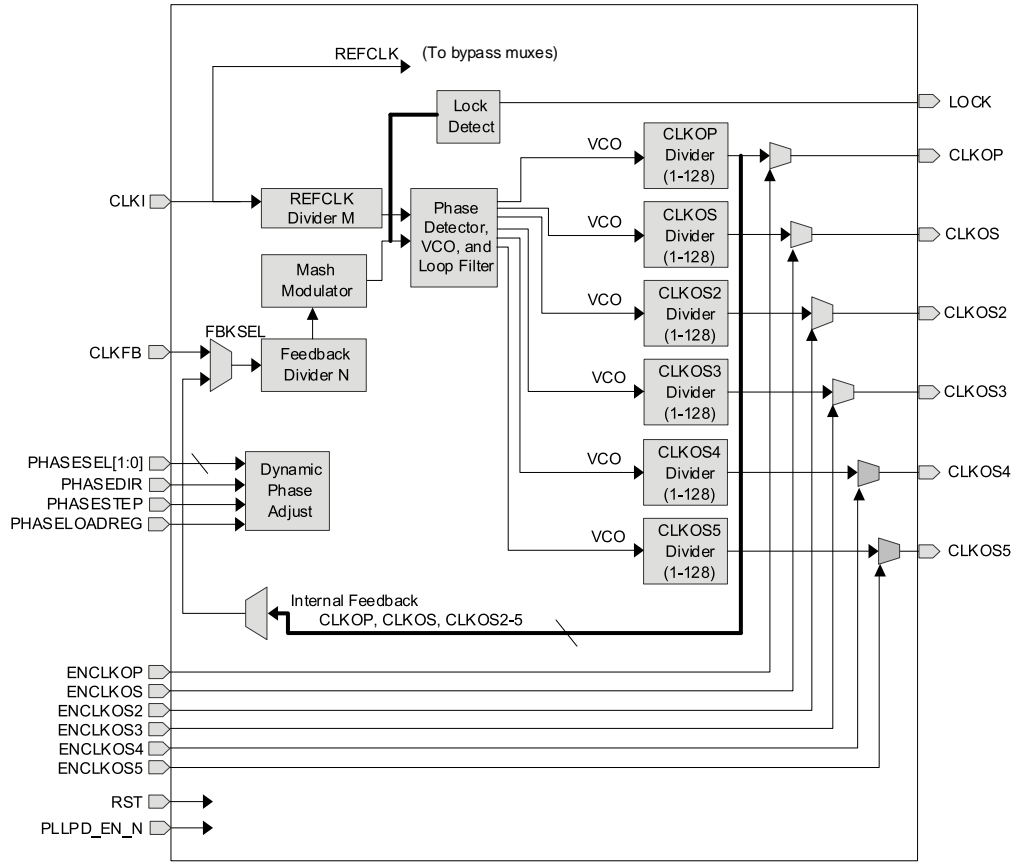 REFCLK (To bypass muxes)
Lock
Detect
LOCK
VCO
CLKOP
Divider
(1-128)
CLKOP
CLKI
REFCLK
Divider M
Phase
Detector,
VCO, and
Loop Filter
VCO
CLKOS
Divider
(1-128)
CLKOS
Mash
Modulator
VCO
CLKOS2
Divider
(1-128)
CLKOS2
FBKSEL
CLKFB
Feedback
Divider N
VCO
CLKOS3
Divider
(1-128)
CLKOS3
PHASESEL[1:0]
PHASEDIR
PHASESTEP
PHASELOADREG
Dynamic
Phase
Adjust
VCO
CLKOS4
Divider
(1-128)
CLKOS4
VCO
CLKOS5
Divider
(1-128)
CLKOS5
Internal Feedback
CLKOP, CLKOS, CLKOS2-5
ENCLKOP
ENCLKOS
ENCLKOS2
ENCLKOS3
ENCLKOS4
ENCLKOS5
RST
PLLPD_EN_N